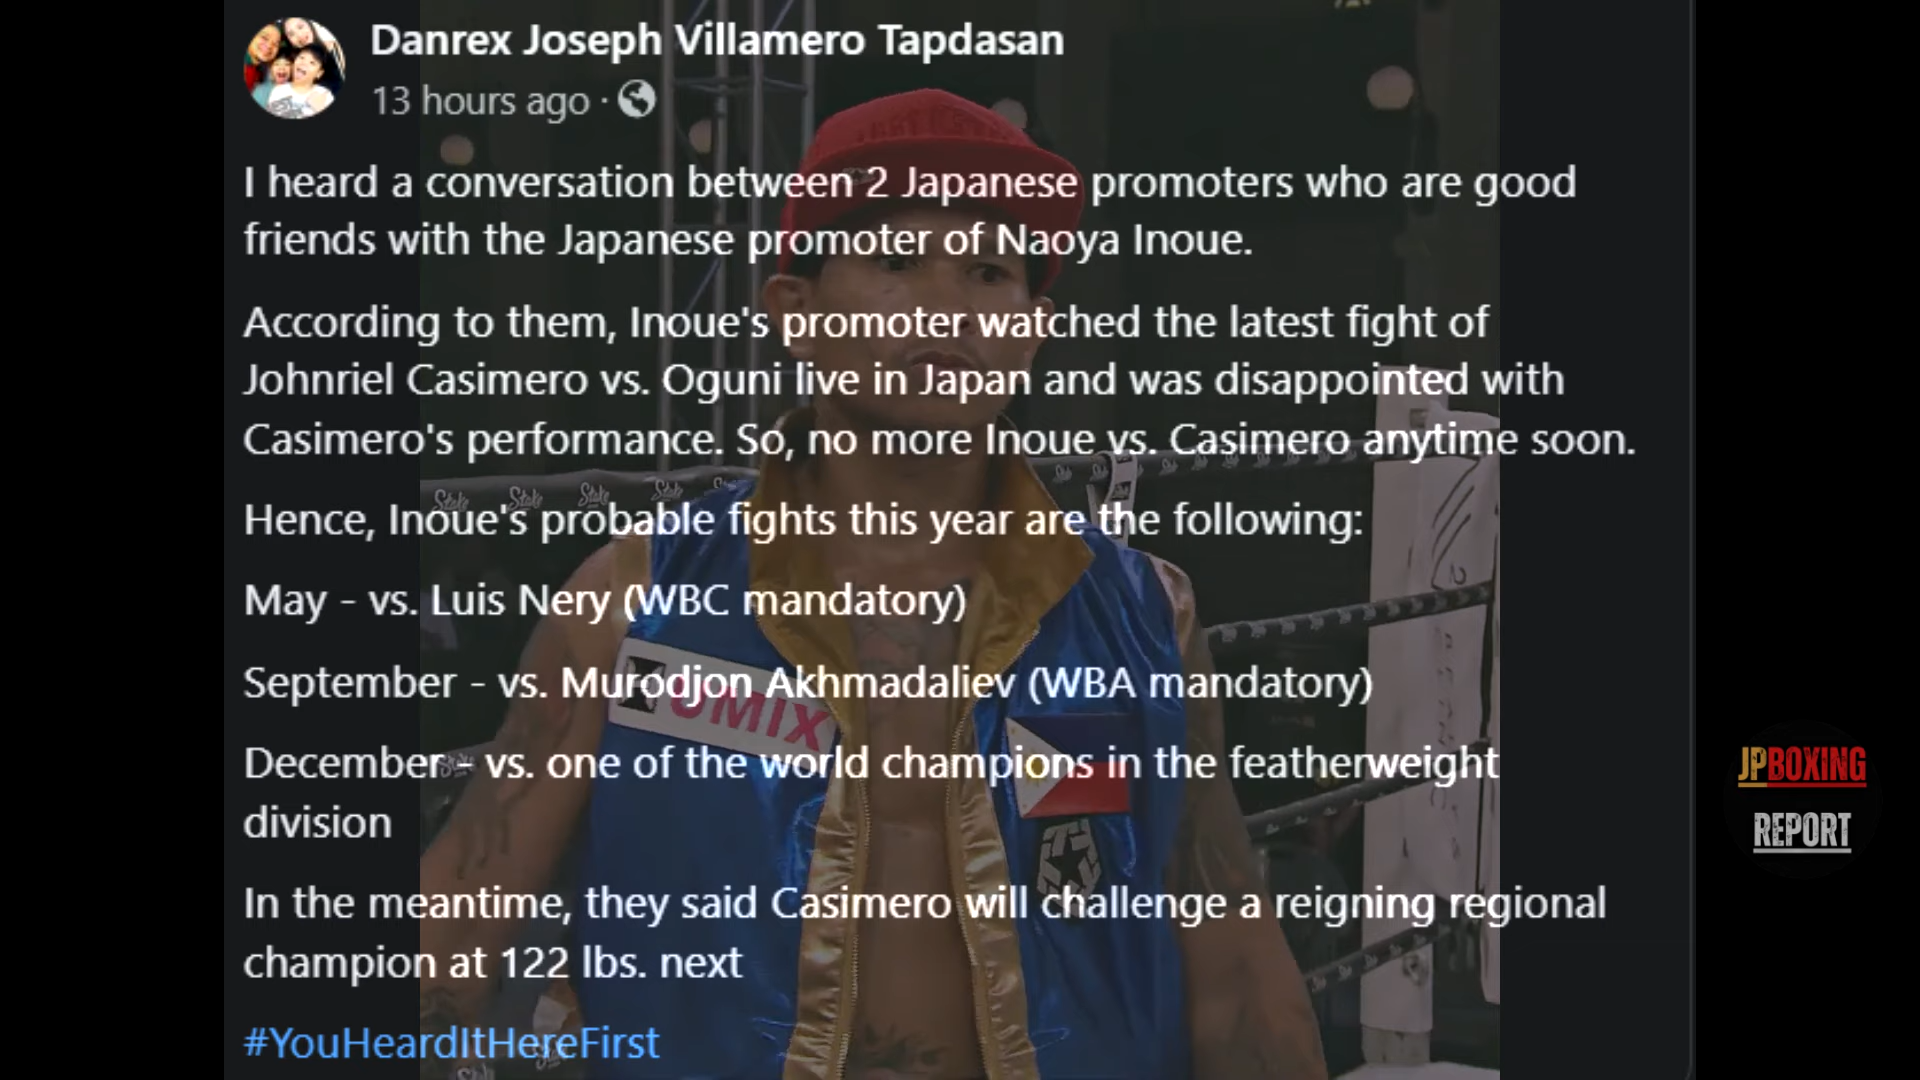 Danrex Joseph Villamero Tapdasan
13 hours ago ·
I heard a conversation between 2 Japanese promoters who are good
friends with the Japanese promoter of Naoya Inoue.
According to them, Inoue's promoter watched the latest fight of
Johnriel Casimero vs. Oguni live in Japan and was disappointed with
Casimero's performance. So, no more Inoue vs. Casimero anytime soon.
Stake Stake Stake Stake
Hence, Inoue's probable fights this year are the following:
May - vs. Luis Nery (WBC mandatory)
September - vs. Murodjon Akhmadaliev (WBA mandatory)
UMIX
December - vs. one of the world champions in the featherweight
division
JPBOXING
REPORT
In the meantime, they said Casimero will challenge a reigning regional
champion at 122 lbs. next
#YouHeardItHereFirst